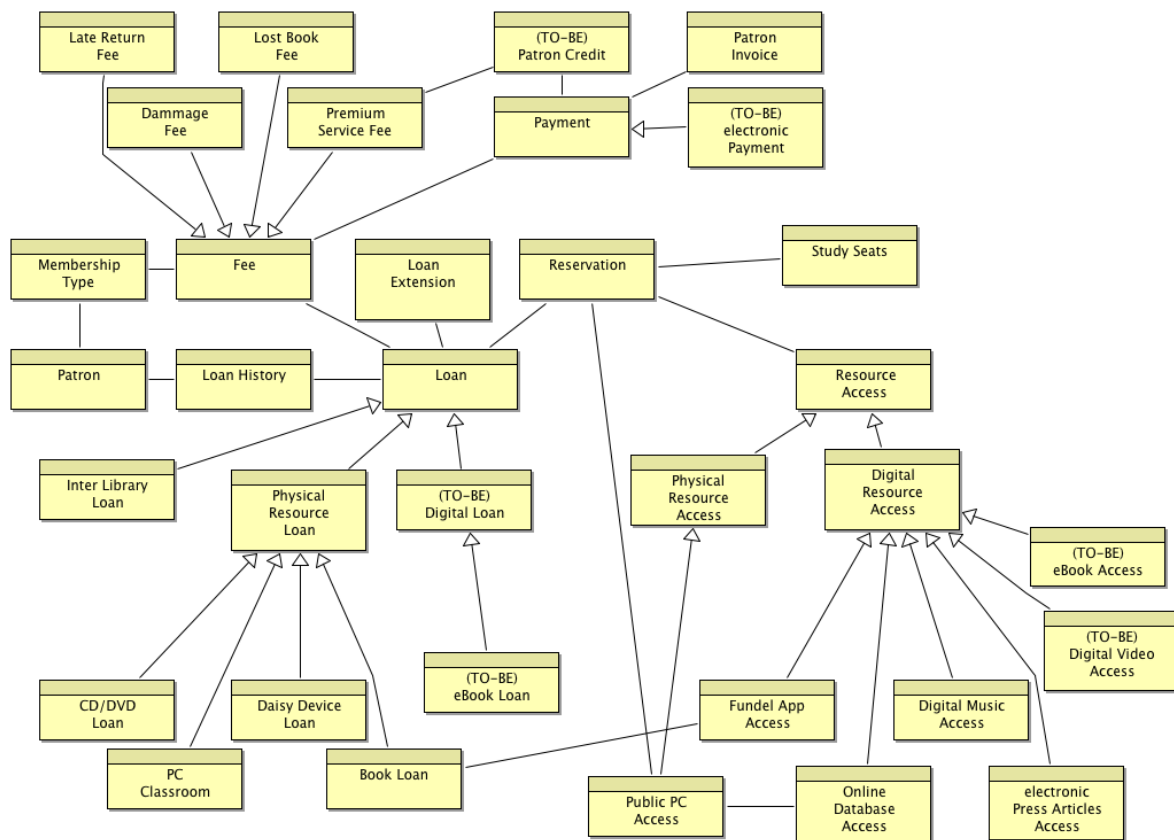 Late Return
Fee
Lost Book
Fee
(TO-BE)
Patron Credit
Patron
Invoice
Dammage
Fee
Premium
Service Fee
Payment
(TO-BE)
electronic
Payment
Membership
Type
Fee
Loan
Extension
Reservation
Study Seats
Patron
Loan History
Loan
Resource
Access
Inter Library
Loan
Physical
Resource
Loan
(TO-BE)
Digital Loan
Physical
Resource
Access
Digital
Resource
Access
(TO-BE)
eBook Access
(TO-BE)
Digital Video
Access
CD/DVD
Loan
Daisy Device
Loan
(TO-BE)
eBook Loan
Fundel App
Access
Digital Music
Access
PC
Classroom
Book Loan
Public PC
Access
Online
Database
Access
electronic
Press Articles
Access